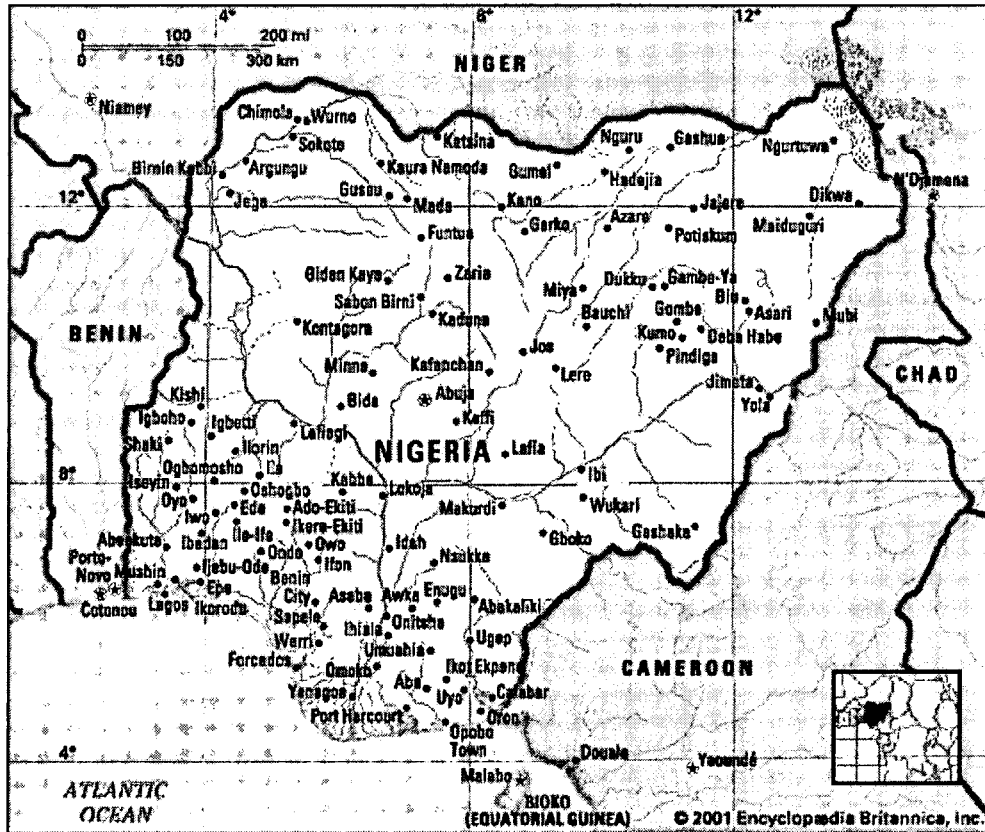 4° 8° 12°
0 100 200 mi
0 150 300 km
NIGER
Niamey
Chimola
Wurno
Katsina
Sokoto
Nguru
Gashua
Ngurtuwa
Birnin Kebbi
Argungu
Kaura Namoda
Gumel
Hadejia
N'Djamena
12°
Jega
Gusau
Mada
Kano
Jajere
Dikwa
Garko
Azare
Maiduguri
Funtua
Potiskum
Gidan Kaya
Zaria
Dukku
Gamba-Ya
Miya
Biu
Sabon Birni
BENIN
Kontagora
Kaduna
Bauchi
Gombe
Asari
Mubi
Kumo
Deba Habe
Jos
Pindiga
Minna
Kafanchan
Lere
CHAD
Jimeta
Kishi
Bida
Abuja
Yola
Igboho
Igbetti
Lafiagi
Keffi
Shaki
Ilorin
NIGERIA
Lafia
Ogbomosho
Ila
Ibi
8°
Iseyin
Kabba
Oyo
Oshogbo
Lokoja
Wukari
Iwo
Ede
Ado-Ekiti
Makurdi
Ile-Ife
Ikere-Ekiti
Gashaka
Abeokuta
Ibadan
Owo
Idah
Gboko
Porto-
Novo
Ondo
Nsukka
Mushin
Ijebu-Ode
Ifon
Cotonou
Epe
Benin
City
Enugu
Lagos
Ikorodu
Asaba
Awka
Abakaliki
Sapele
Onitsha
Ihiala
Warri
Ugep
Umuahia
Forcados
Omoko
Ikot Ekpene
CAMEROON
Aba
Uyo
Calabar
Yenagoa
Port Harcourt
Oron
Opobo
Town
4°
Douala
Yaoundé
Malabo
ATLANTIC
OCEAN
BIOKO
(EQUATORIAL GUINEA)
© 2001 Encyclopædia Britannica, Inc.